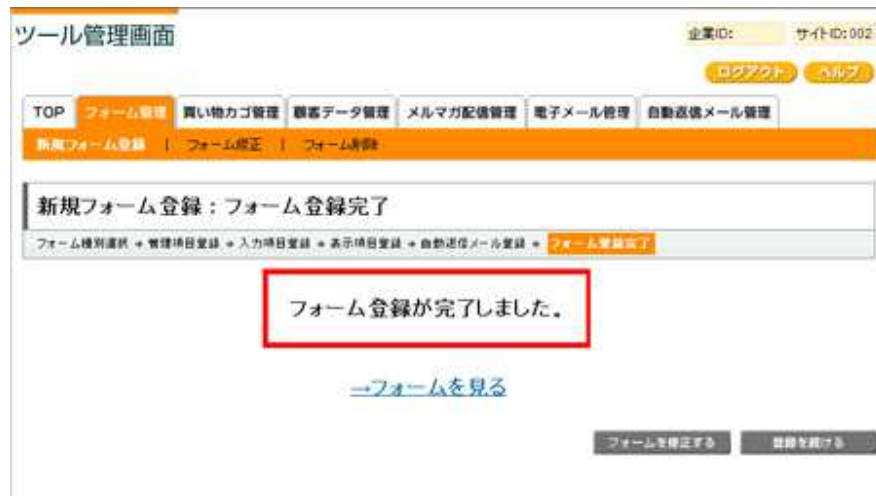 ツール管理画面
企業ID: サイトID:002
ログアウト ヘルプ
TOP フォーム管理 買い物カゴ管理 顧客データ管理 メルマガ配信管理 電子メール管理 自動返信メール管理
新規フォーム登録 | フォーム修正 | フォーム削除
新規フォーム登録：フォーム登録完了
フォーム種別選択 → 管理項目登録 → 入力項目登録 → 表示項目登録 → 自動返信メール登録 → フォーム登録完了
フォーム登録が完了しました。
→フォームを見る
フォームを修正する 登録を続ける